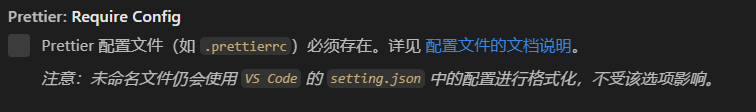 Prettier: Require Config
Prettier 配置文件（如 .prettierrc）必须存在。详见 配置文件的文档说明。
注意：未命名文件仍会使用 VS Code 的 setting.json 中的配置进行格式化，不受该选项影响。